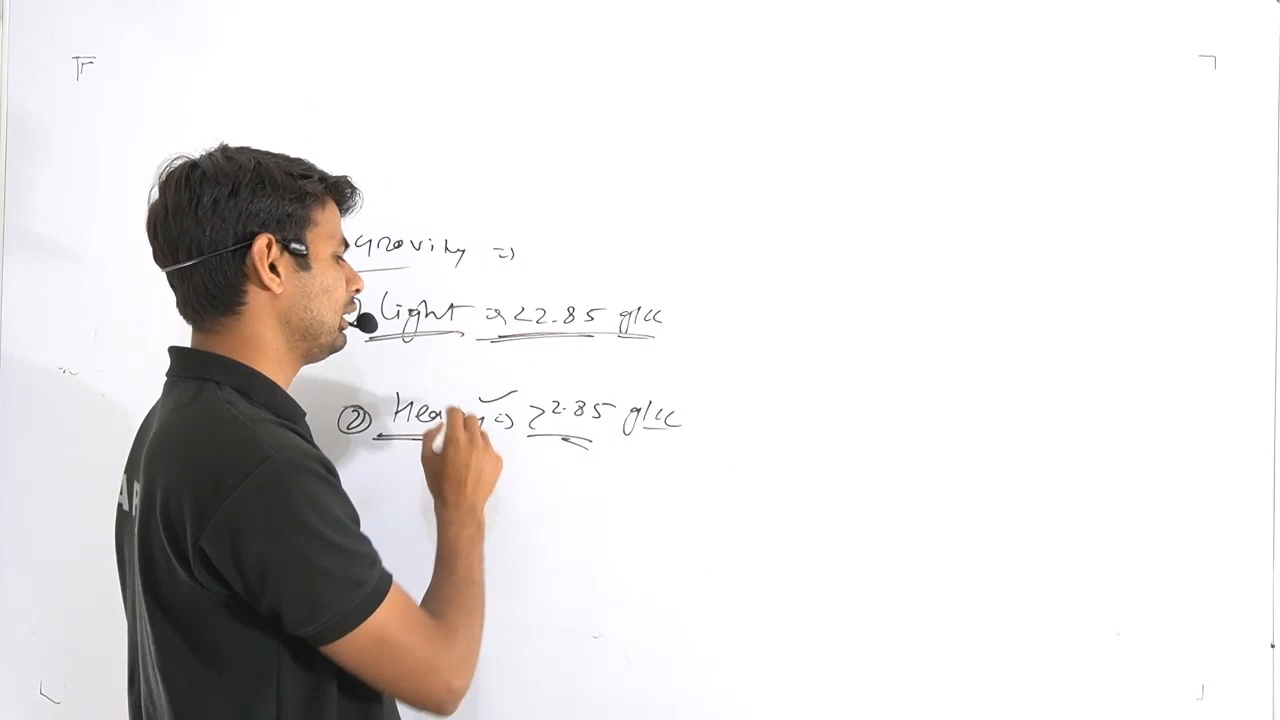 gravity =>
light => <2.85 g/cc
② Heavy => >2.85 g/cc